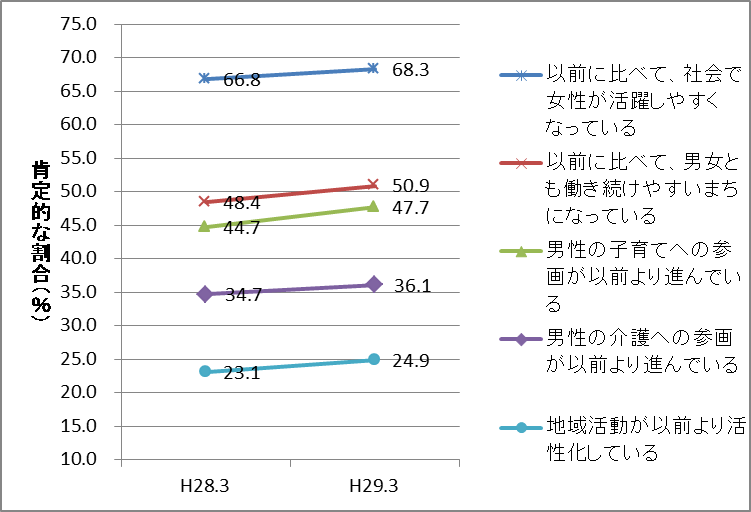 75.0
70.0
65.0
60.0
55.0
50.0
45.0
40.0
35.0
30.0
25.0
20.0
15.0
10.0
肯定的な割合（％）
66.8
68.3
48.4
50.9
44.7
47.7
34.7
36.1
23.1
24.9
H28.3
H29.3
以前に比べて、社会で
女性が活躍しやすく
なっている
以前に比べて、男女と
も働き続けやすいまち
になっている
男性の子育てへの参
画が以前より進んでい
る
男性の介護への参画
が以前より進んでいる
地域活動が以前より活
性化している